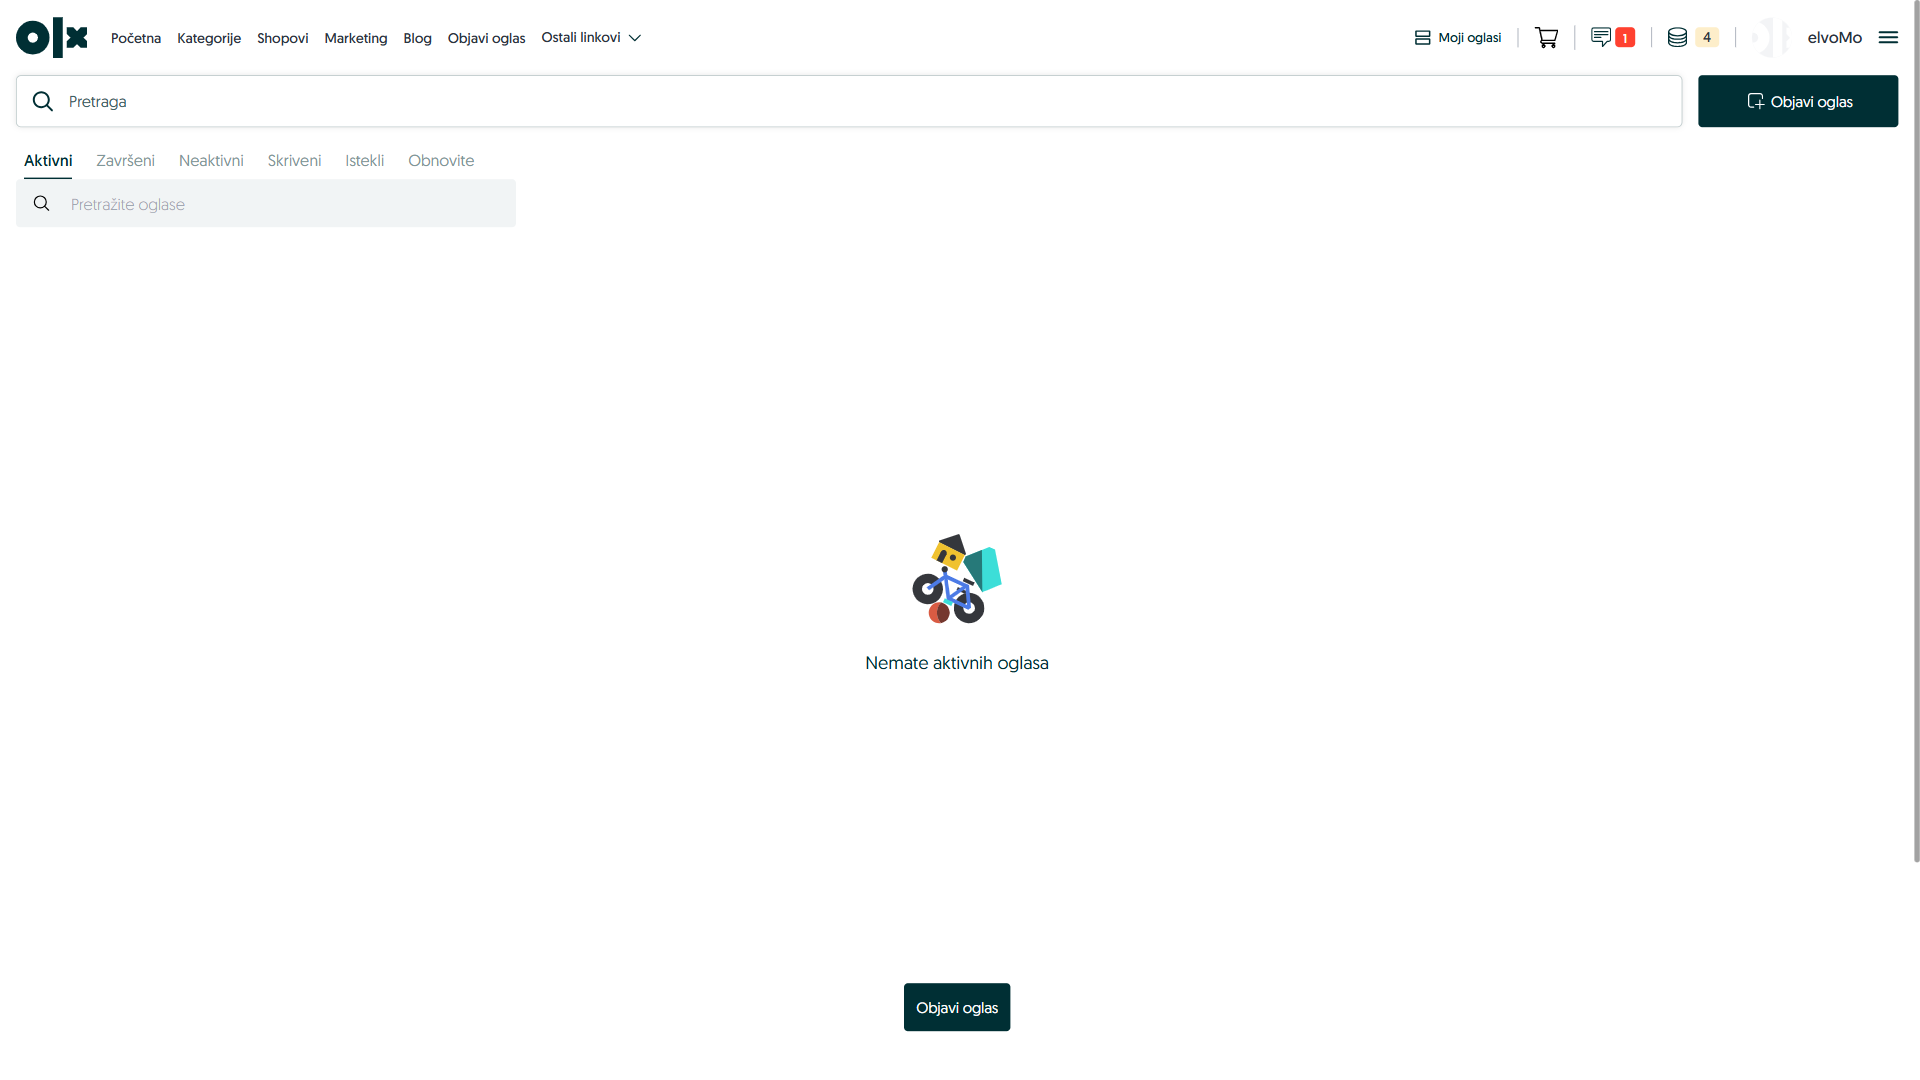 olx
Početna Kategorije Shopovi Marketing Blog Objavi oglas Ostali linkovi
Moji oglasi 1 4 elvoMo
Pretraga
Objavi oglas
Aktivni Završeni Neaktivni Skriveni Istekli Obnovite
Pretražite oglase
Nemate aktivnih oglasa
Objavi oglas